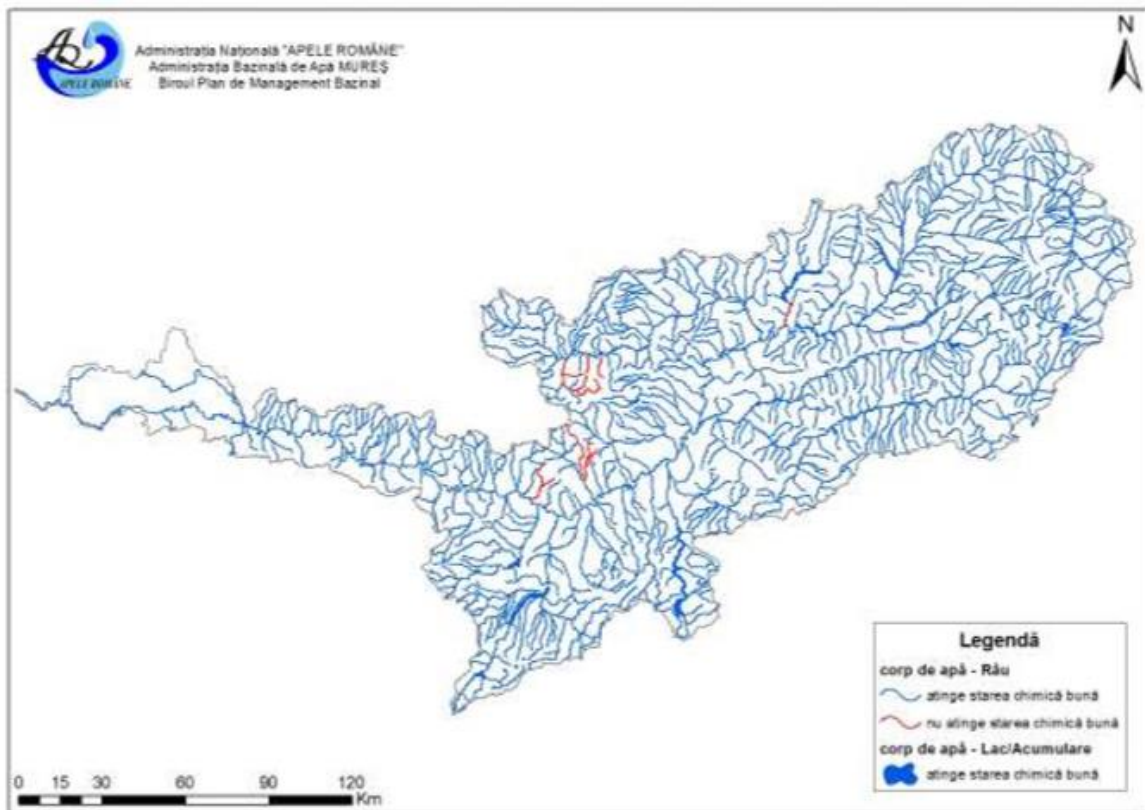 Administrația Națională "APELE ROMÂNE"
Administrația Bazinală de Apă MUREȘ
Biroul Plan de Management Bazinal
APELE ROMÂNE
N
Legendă
corp de apă - Râu
atinge starea chimică bună
nu atinge starea chimică bună
corp de apă - Lac/Acumulare
atinge starea chimică bună
0 15 30 60 90 120
Km